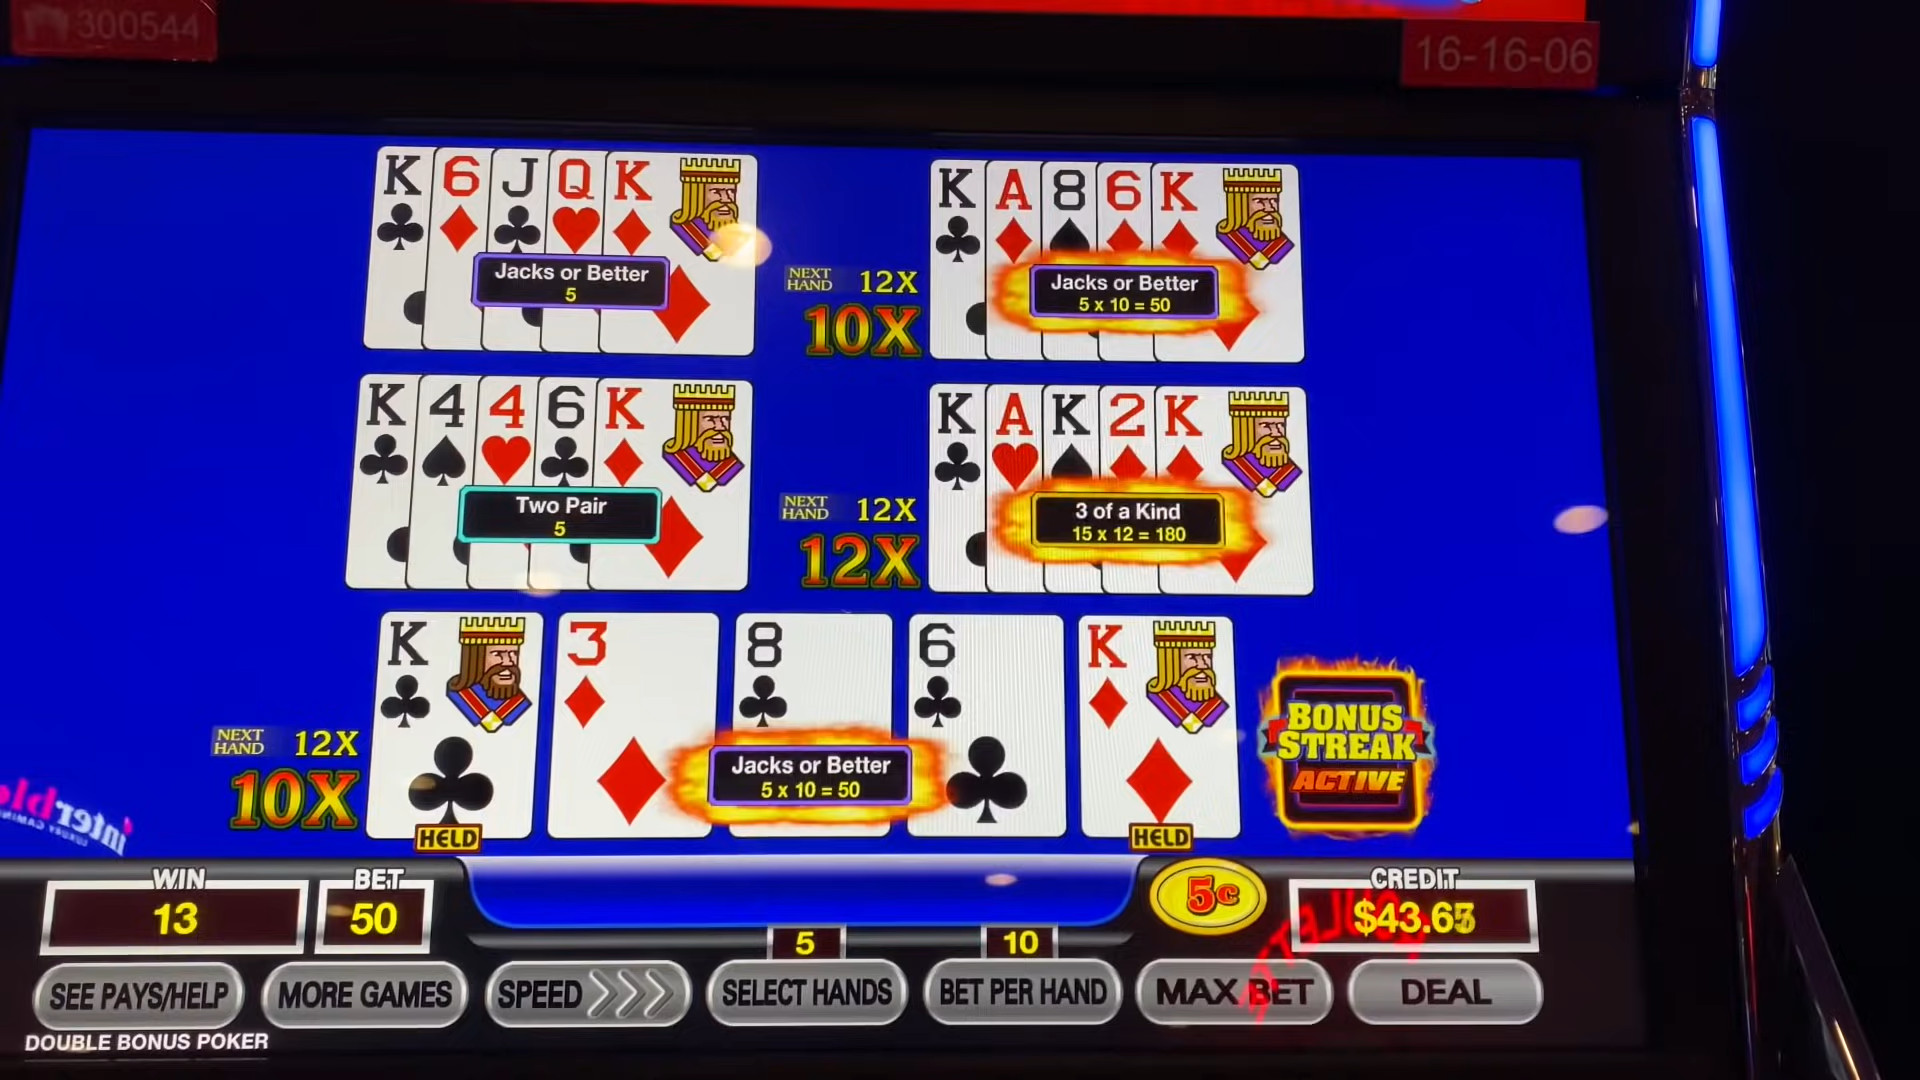 300544
16-16-06
K 6 J Q K
Jacks or Better
5
NEXT HAND 12X
10X
K A 8 6 K
Jacks or Better
5 x 10 = 50
K 4 4 6 K
Two Pair
5
NEXT HAND 12X
12X
K A K 2 K
3 of a Kind
15 x 12 = 180
NEXT HAND 12X
10X
K 3 8 6 K
Jacks or Better
5 x 10 = 50
HELD
HELD
BONUS
STREAK
ACTIVE
WIN
13
BET
50
5
10
5¢
CREDIT
SEE PAYS/HELP
MORE GAMES
SPEED
SELECT HANDS
BET PER HAND
MAX BET
DEAL
DOUBLE BONUS POKER